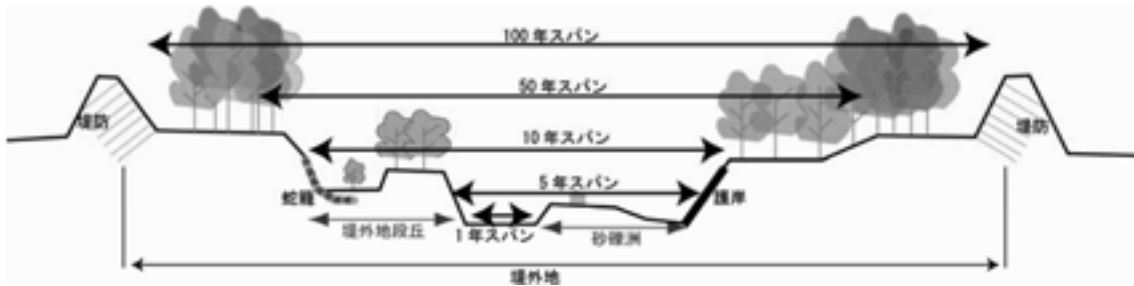 100年スパン
50年スパン
堤防
堤防
10年スパン
5年スパン
蛇籠
護岸
堤外地段丘
1年スパン
砂礫洲
堤外地